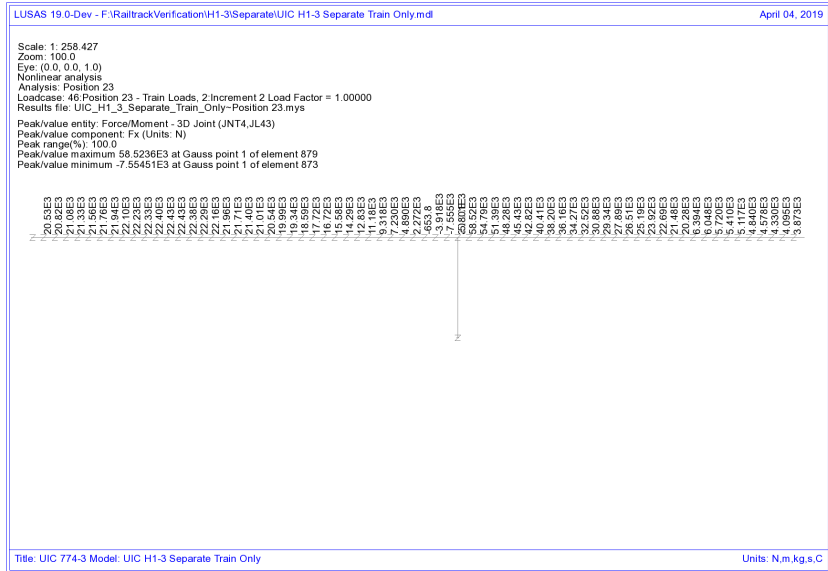 LUSAS 19.0-Dev - F:\RailtrackVerification\H1-3\Separate\UIC H1-3 Separate Train Only.mdl
April 04, 2019
Scale: 1: 258.427
Zoom: 100.0
Eye: (0.0, 0.0, 1.0)
Nonlinear analysis
Analysis: Position 23
Loadcase: 46:Position 23 - Train Loads, 2:Increment 2 Load Factor = 1.00000
Results file: UIC_H1_3_Separate_Train_Only~Position 23.mys
Peak/value entity: Force/Moment - 3D Joint (JNT4,JL43)
Peak/value component: Fx (Units: N)
Peak range(%): 100.0
Peak/value maximum 58.5236E3 at Gauss point 1 of element 879
Peak/value minimum -7.55451E3 at Gauss point 1 of element 873
20.53E3
20.82E3
21.08E3
21.33E3
21.56E3
21.76E3
21.94E3
22.10E3
22.23E3
22.33E3
22.40E3
22.43E3
22.43E3
22.38E3
22.29E3
22.16E3
21.96E3
21.71E3
21.40E3
21.01E3
20.54E3
19.99E3
19.34E3
18.59E3
17.72E3
16.72E3
15.58E3
14.29E3
12.83E3
11.18E3
9.318E3
7.230E3
4.890E3
2.272E3
-653.8
-3.918E3
-7.555E3
58.52E3
54.79E3
51.39E3
48.28E3
45.43E3
42.82E3
40.41E3
38.20E3
36.16E3
34.27E3
32.52E3
30.88E3
29.34E3
27.89E3
26.51E3
25.19E3
23.92E3
22.69E3
21.48E3
20.28E3
6.394E3
6.048E3
5.720E3
5.410E3
5.117E3
4.840E3
4.578E3
4.330E3
4.095E3
3.873E3
Title: UIC 774-3 Model: UIC H1-3 Separate Train Only
Units: N,m,kg,s,C